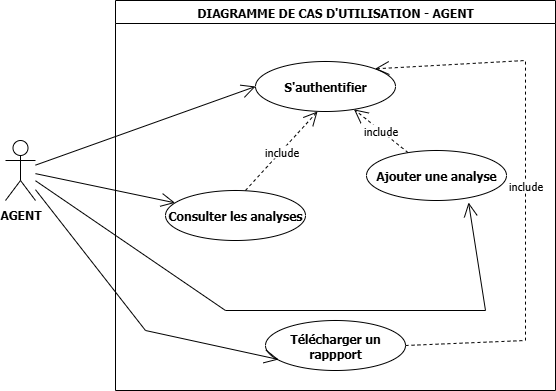 DIAGRAMME DE CAS D'UTILISATION - AGENT
S'authentifier
include
include
Ajouter une analyse
include
AGENT
Consulter les analyses
Télécharger un
rappport